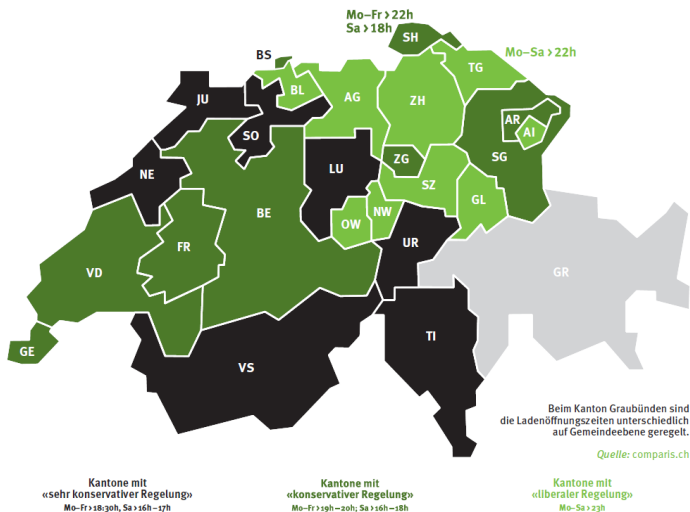 Mo–Fr > 22h
Sa > 18h
SH
BS
Mo–Sa > 22h
TG
BL
JU
AG
ZH
SO
AR
AI
ZG
SG
LU
NE
SZ
GL
BE
NW
OW
FR
UR
VD
GR
TI
GE
VS
Beim Kanton Graubünden sind
die Ladenöffnungszeiten unterschiedlich
auf Gemeindeebene geregelt.
Quelle: comparis.ch
Kantone mit
«sehr konservativer Regelung»
Mo–Fr > 18:30h, Sa > 16–17h
Kantone mit
«konservativer Regelung»
Mo–Fr > 19h–20h; Sa > 16h–18h
Kantone mit
«liberaler Regelung»
Mo–Sa > 23h